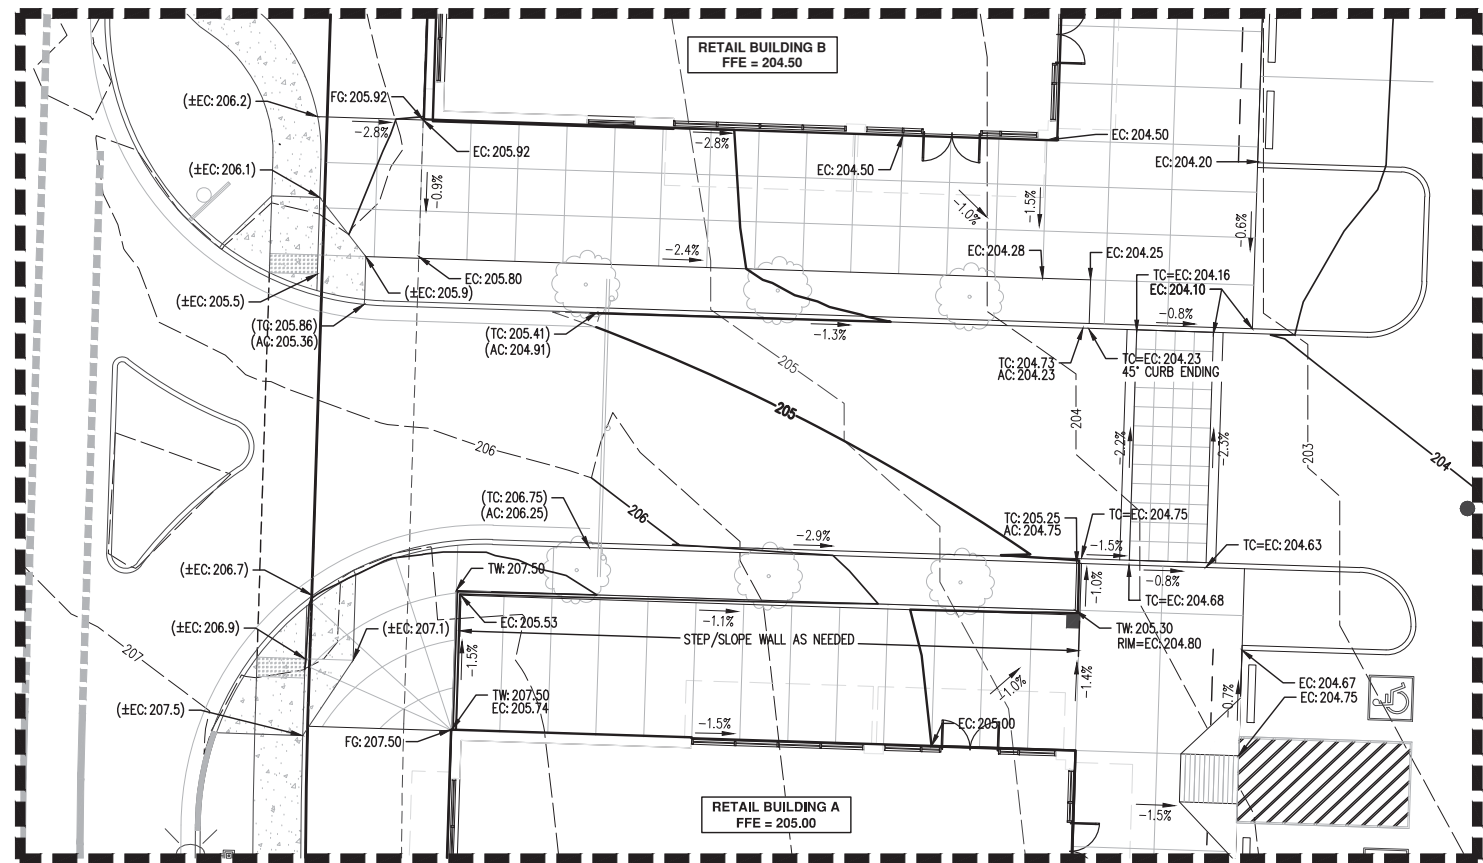 RETAIL BUILDING B
FFE = 204.50
(±EC: 206.2)
FG: 205.92
-2.8%
EC: 205.92
-2.8%
EC: 204.50
EC: 204.50
EC: 204.20
(±EC: 206.1)
-0.9%
-1.0%
-1.5%
-0.6%
-2.4%
EC: 204.28
EC: 204.25
EC: 205.80
(±EC: 205.9)
(±EC: 205.5)
TC=EC: 204.16
EC: 204.10
-0.8%
(TC: 205.86)
(AC: 205.36)
(TC: 205.41)
(AC: 204.91)
-1.3%
TC: 204.73
AC: 204.23
TC=EC: 204.23
45° CURB ENDING
205
205
204
206
-2.2%
-2.3%
203
204
(TC: 206.75)
(AC: 206.25)
206
TC: 205.25
AC: 204.75
TC=EC: 204.75
-2.9%
-1.5%
TC=EC: 204.63
(±EC: 206.7)
TW: 207.50
-1.0%
-0.8%
TC=EC: 204.68
(±EC: 206.9)
(±EC: 207.1)
EC: 205.53
-1.1%
STEP/SLOPE WALL AS NEEDED
TW: 205.30
RIM=EC: 204.80
207
-1.5%
-1.0%
-1.4%
-0.7%
EC: 204.67
EC: 204.75
(±EC: 207.5)
TW: 207.50
EC: 205.74
-1.5%
EC: 205.00
FG: 207.50
RETAIL BUILDING A
FFE = 205.00
-1.5%